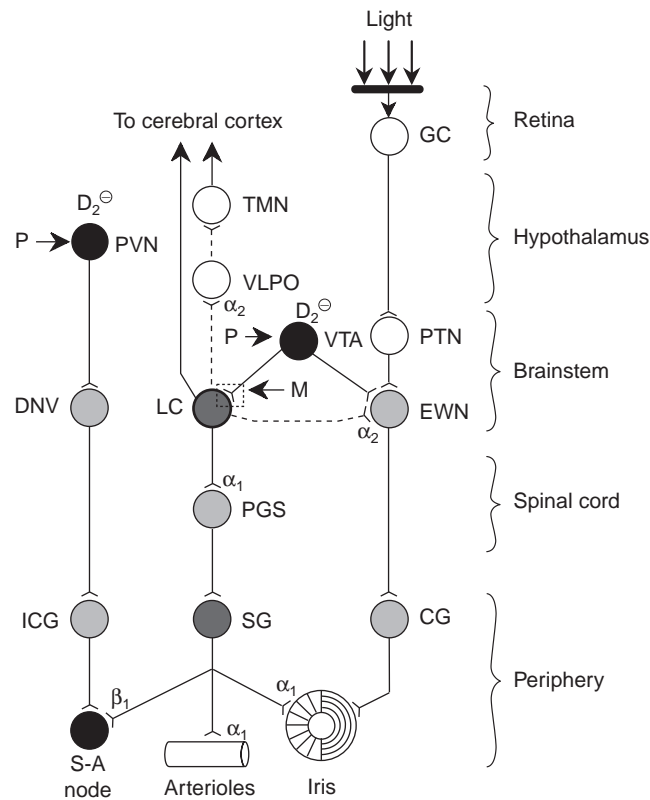 Light
Retina
GC
To cerebral cortex
D₂⊖
TMN
P
PVN
Hypothalamus
VLPO
α₂
D₂⊖
P
VTA
PTN
Brainstem
M
DNV
LC
EWN
α₂
α₁
PGS
Spinal cord
ICG
SG
CG
Periphery
β₁
α₁
α₁
S-A
node
Arterioles
Iris